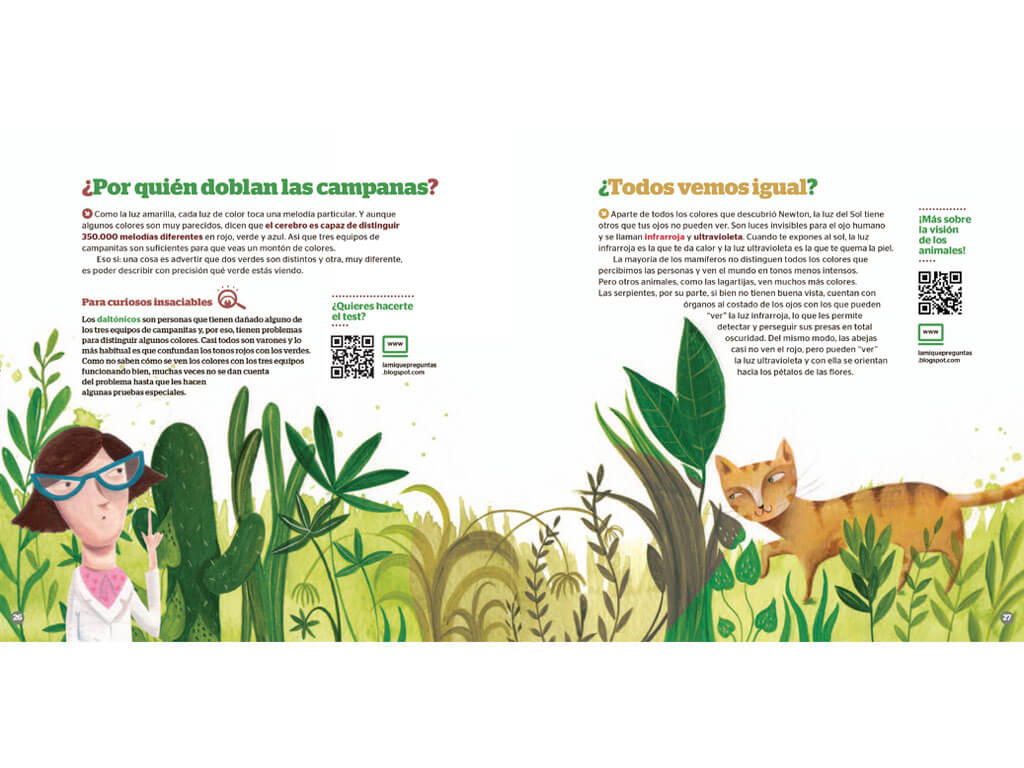 ¿Por quién doblan las campanas?
Como la luz amarilla, cada luz de color toca una melodía particular. Y aunque
algunos colores son muy parecidos, dicen que el cerebro es capaz de distinguir
350.000 melodías diferentes en rojo, verde y azul. Así que tres equipos de
campanitas son suficientes para que veas un montón de colores.
Eso sí: una cosa es advertir que dos verdes son distintos y otra, muy diferente,
es poder describir con precisión qué verde estás viendo.
Para curiosos insaciables
Los daltónicos son personas que tienen dañado alguno de
los tres equipos de campanitas y, por eso, tienen problemas
para distinguir algunos colores. Casi todos son varones y lo
más habitual es que confundan los tonos rojos con los verdes.
Como no saben cómo se ven los colores con los tres equipos
funcionando bien, muchas veces no se dan cuenta
del problema hasta que les hacen
algunas pruebas especiales.
¿Quieres hacerte
el test?
www
lamiquepreguntas
.blogspot.com
26
¿Todos vemos igual?
Aparte de todos los colores que descubrió Newton, la luz del Sol tiene
otros que tus ojos no pueden ver. Son luces invisibles para el ojo humano
y se llaman infrarroja y ultravioleta. Cuando te expones al sol, la luz
infrarroja es la que te da calor y la luz ultravioleta es la que te quema la piel.
La mayoría de los mamíferos no distinguen todos los colores que
percibimos las personas y ven el mundo en tonos menos intensos.
Pero otros animales, como las lagartijas, ven muchos más colores.
Las serpientes, por su parte, si bien no tienen buena vista, cuentan con
órganos al costado de los ojos con los que pueden
“ver” la luz infrarroja, lo que les permite
detectar y perseguir sus presas en total
oscuridad. Del mismo modo, las abejas
casi no ven el rojo, pero pueden “ver”
la luz ultravioleta y con ella se orientan
hacia los pétalos de las flores.
¡Más sobre
la visión
de los
animales!
www
lamiquepreguntas
.blogspot.com
27